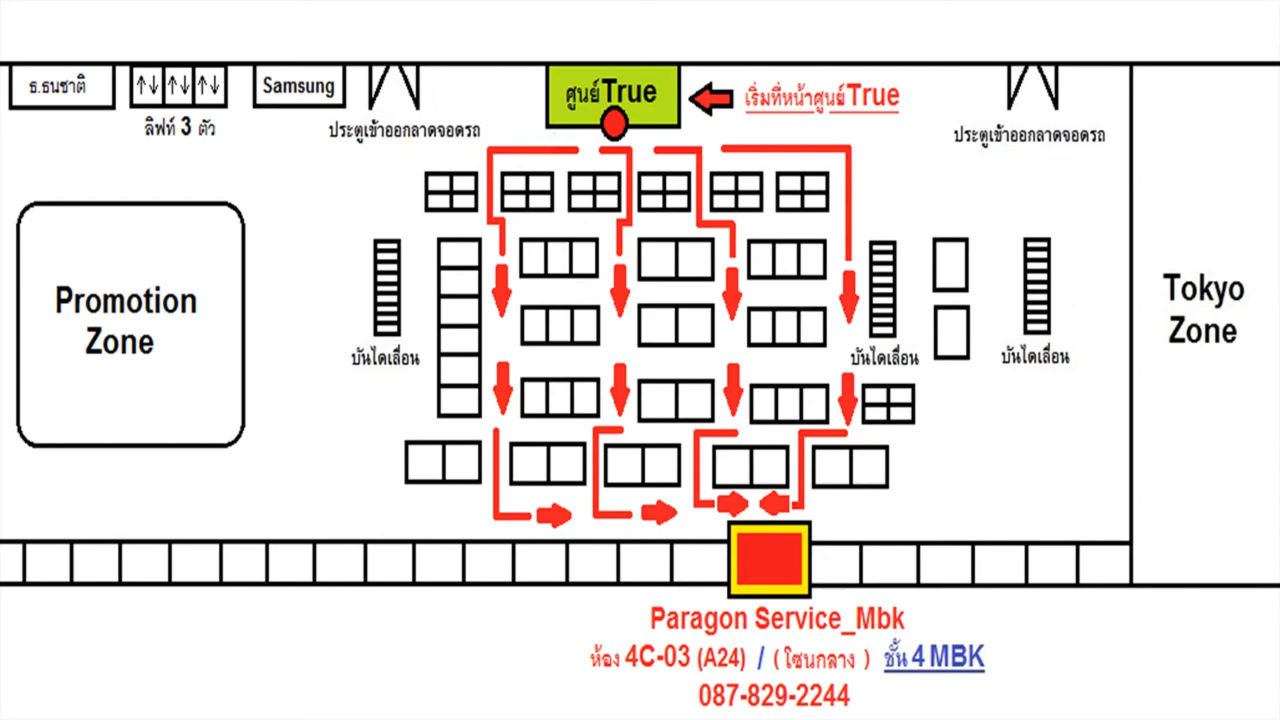 ธ.ธนชาติ
↑↓ ↑↓ ↑↓
ลิฟท์ 3 ตัว
Samsung
ประตูเข้าออกลาดจอดรถ
ศูนย์True
เริ่มที่หน้าศูนย์True
ประตูเข้าออกลาดจอดรถ
Promotion
Zone
บันไดเลื่อน
บันไดเลื่อน
บันไดเลื่อน
Tokyo
Zone
Paragon Service_Mbk
ห้อง 4C-03 (A24) / ( โซนกลาง ) ชั้น 4 MBK
087-829-2244